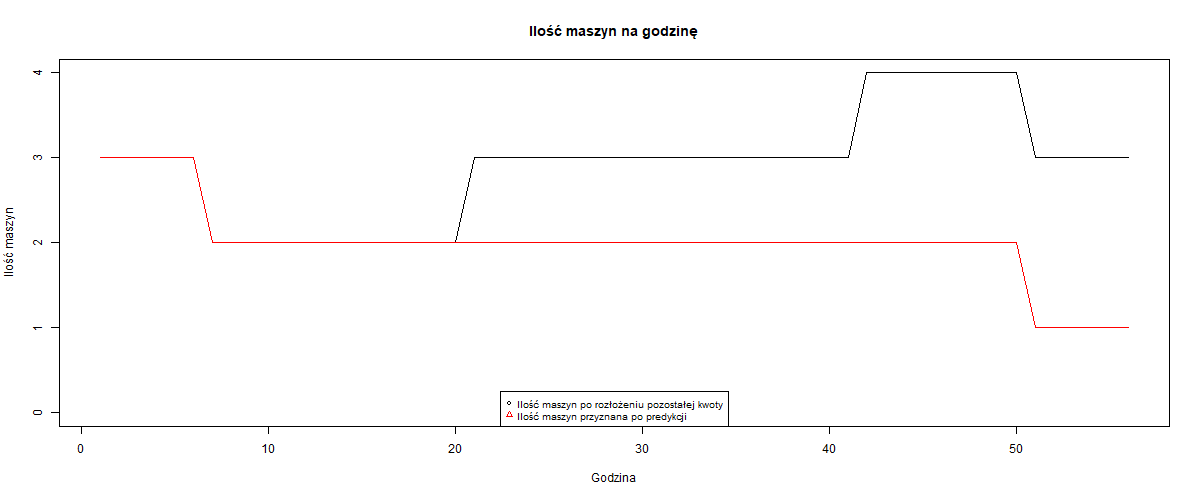 Ilość maszyn na godzinę
4
3
2
1
0
Ilość maszyn
Ilość maszyn po rozłożeniu pozostałej kwoty
Ilość maszyn przyznana po predykcji
0 10 20 30 40 50
Godzina